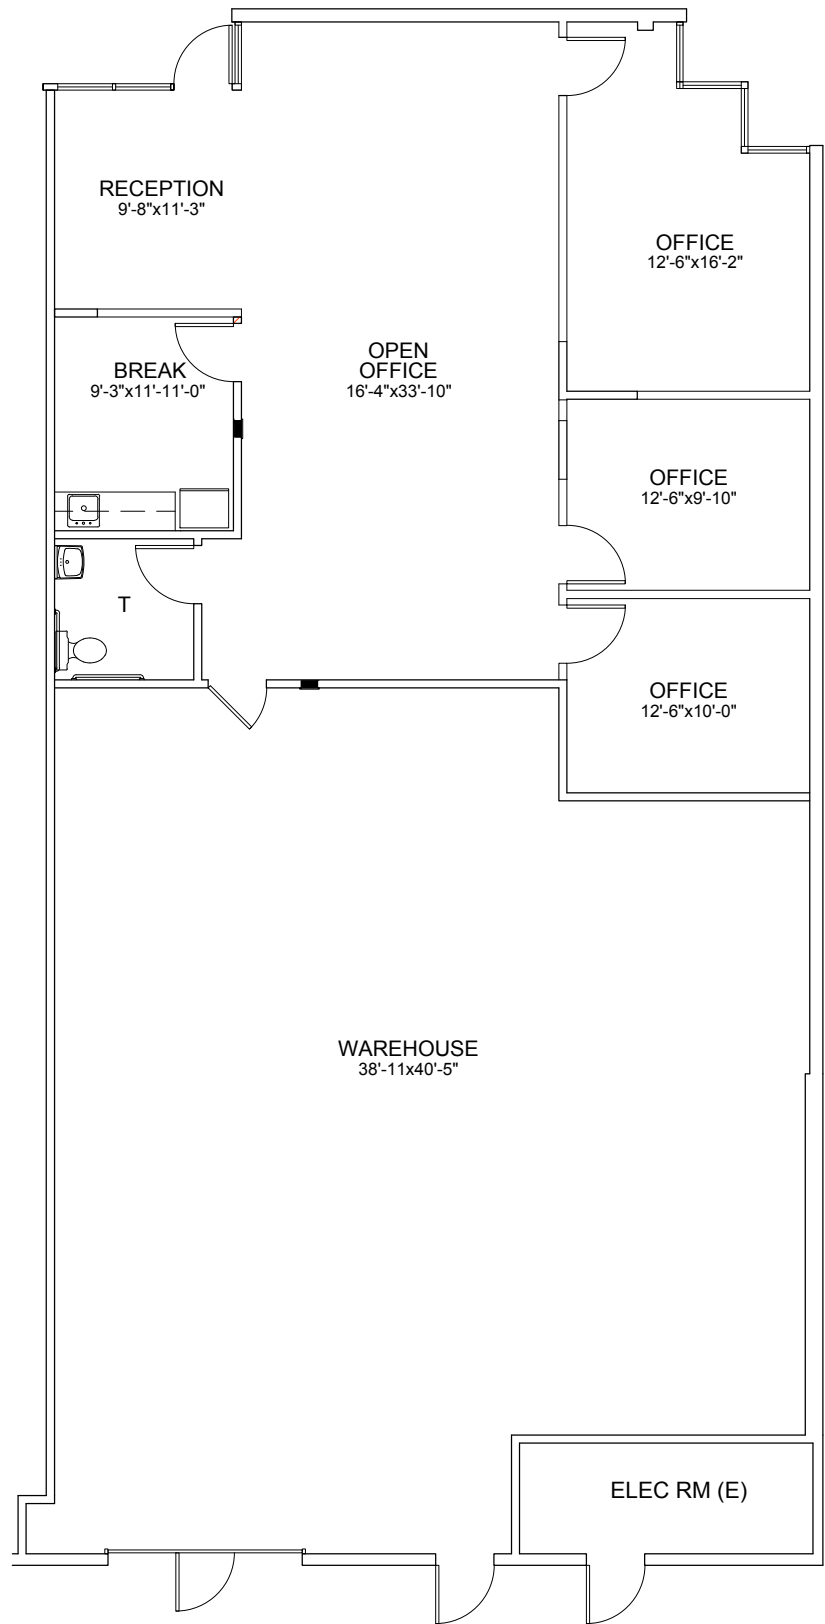 RECEPTION
9'-8"x11'-3"
OFFICE
12'-6"x16'-2"
OPEN
OFFICE
16'-4"x33'-10"
BREAK
9'-3"x11'-11'-0"
OFFICE
12'-6"x9'-10"
T
OFFICE
12'-6"x10'-0"
WAREHOUSE
38'-11x40'-5"
ELEC RM (E)